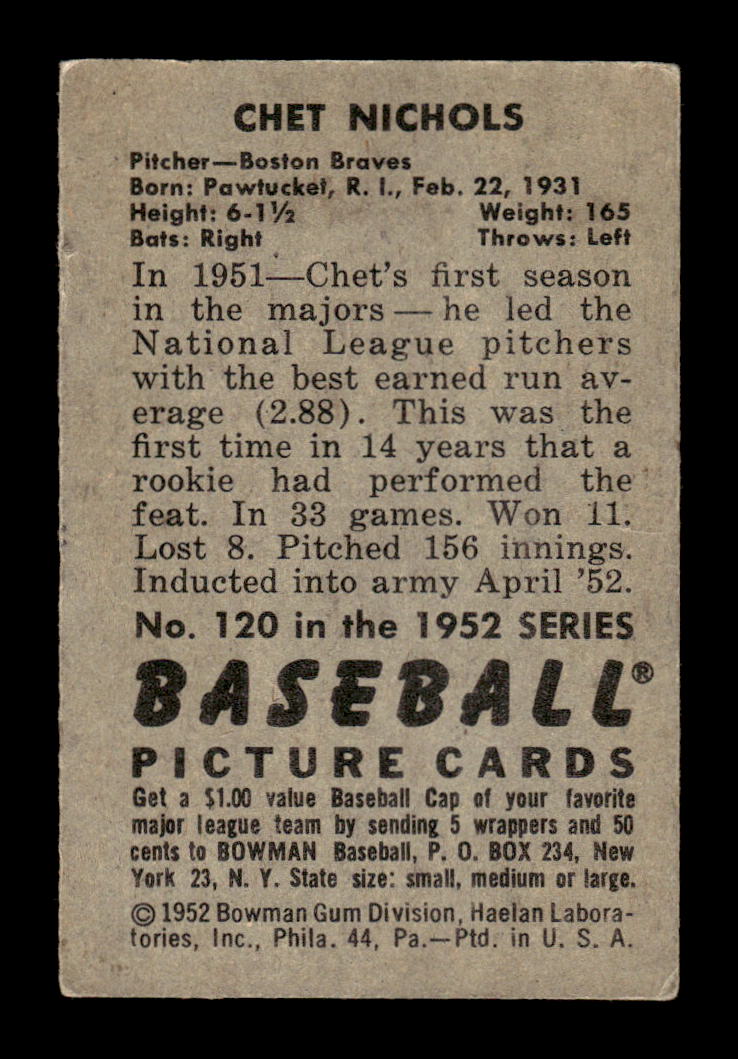 CHET NICHOLS
Pitcher—Boston Braves
Born: Pawtucket, R. I., Feb. 22, 1931
Height: 6-1½ Weight: 165
Bats: Right Throws: Left
In 1951—Chet's first season
in the majors — he led the
National League pitchers
with the best earned run av-
erage (2.88). This was the
first time in 14 years that a
rookie had performed the
feat. In 33 games. Won 11.
Lost 8. Pitched 156 innings.
Inducted into army April '52.
No. 120 in the 1952 SERIES
BASEBALL®
PICTURE CARDS
Get a $1.00 value Baseball Cap of your favorite
major league team by sending 5 wrappers and 50
cents to BOWMAN Baseball, P. O. BOX 234, New
York 23, N. Y. State size: small, medium or large.
© 1952 Bowman Gum Division, Haelan Labora-
tories, Inc., Phila. 44, Pa.—Ptd. in U. S. A.